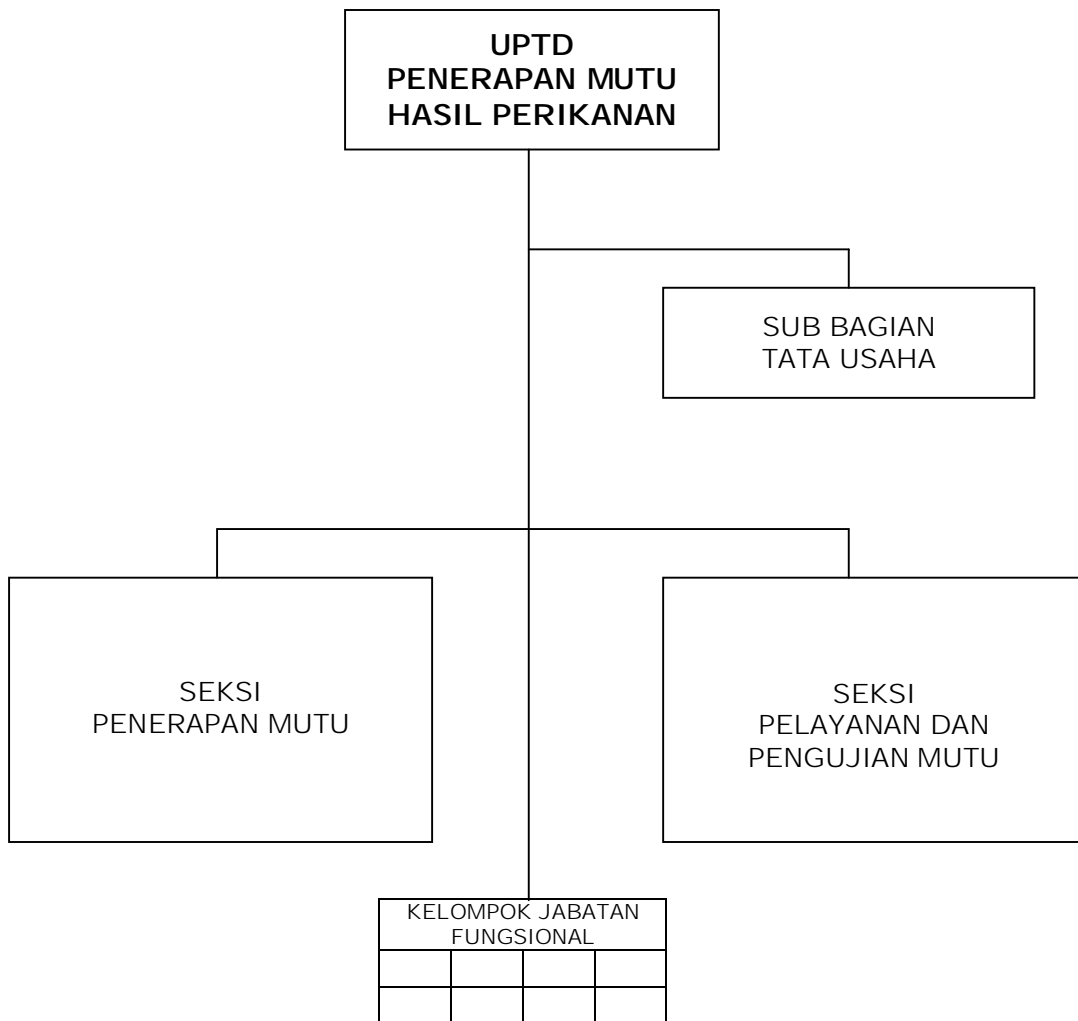 UPTD
PENERAPAN MUTU
HASIL PERIKANAN
SUB BAGIAN
TATA USAHA
SEKSI
PENERAPAN MUTU
SEKSI
PELAYANAN DAN
PENGUJIAN MUTU
KELOMPOK JABATAN
FUNGSIONAL